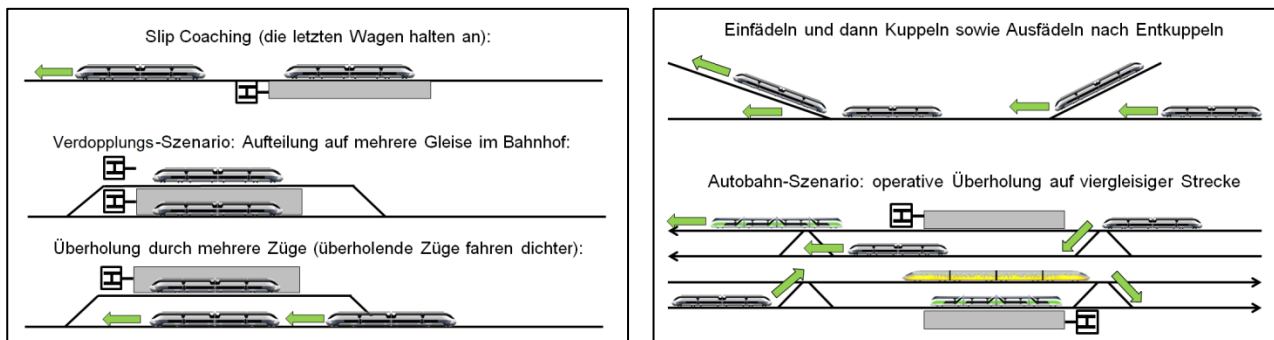 Slip Coaching (die letzten Wagen halten an):
H
Verdopplungs-Szenario: Aufteilung auf mehrere Gleise im Bahnhof:
H
H
Überholung durch mehrere Züge (überholende Züge fahren dichter):
H
Einfädeln und dann Kuppeln sowie Ausfädeln nach Entkuppeln
Autobahn-Szenario: operative Überholung auf viergleisiger Strecke
H
H